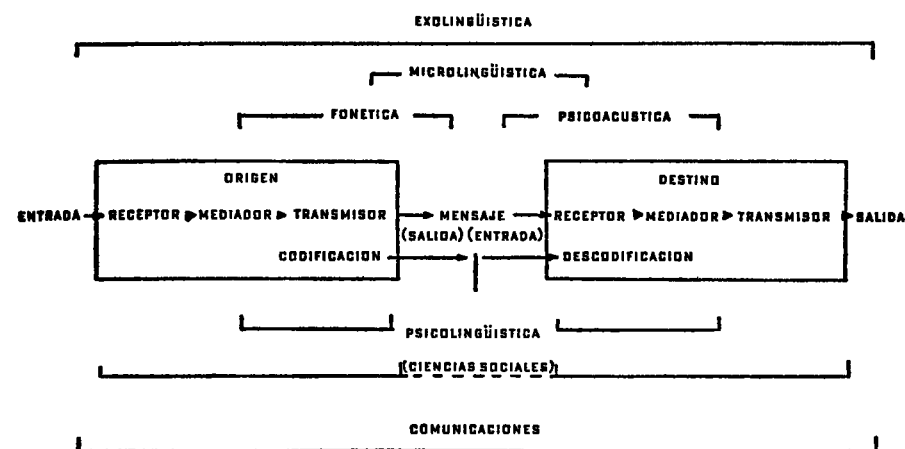 EXOLINGÜISTICA
MICROLINGÜISTICA
FONETICA PSICOACUSTICA
ORIGEN DESTINO
ENTRADA RECEPTOR MEDIADOR TRANSMISOR MENSAJE RECEPTOR MEDIADOR TRANSMISOR SALIDA
(SALIDA) (ENTRADA)
CODIFICACION DESCODIFICACION
PSICOLINGÜISTICA
(CIENCIAS SOCIALES)
COMUNICACIONES